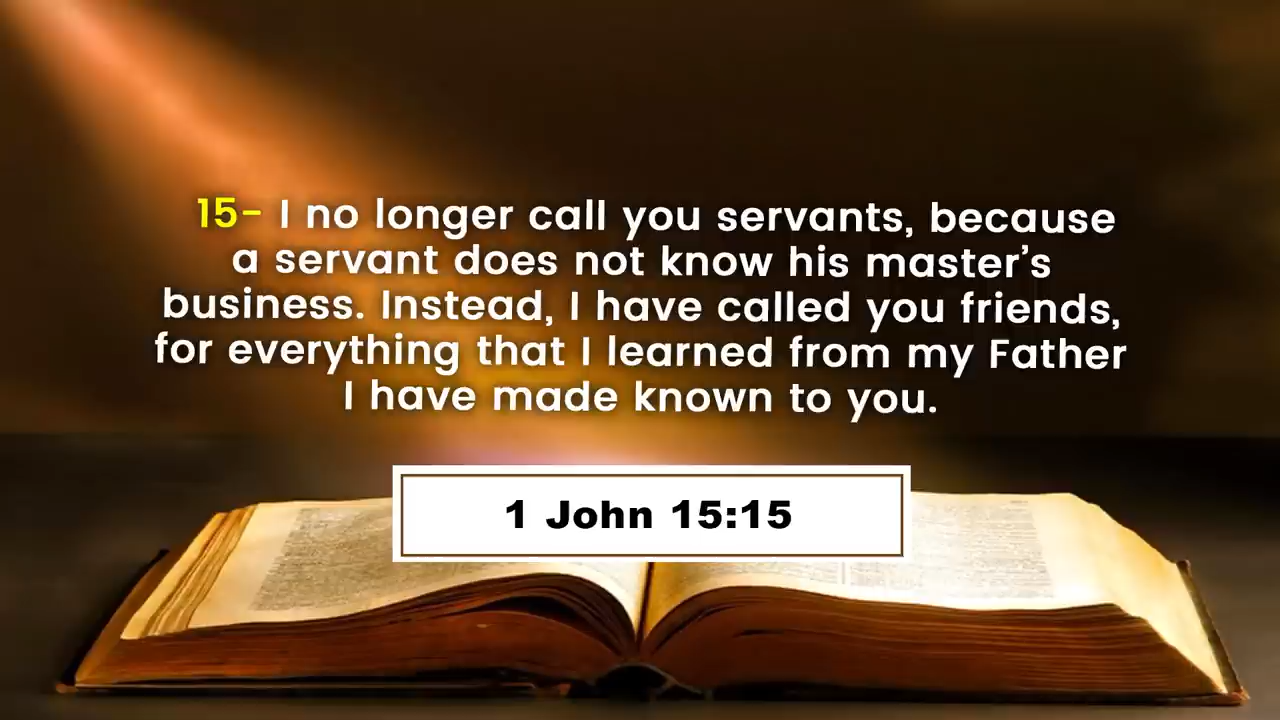 15- I no longer call you servants, because
a servant does not know his master's
business. Instead, I have called you friends,
for everything that I learned from my Father
I have made known to you.
1 John 15:15